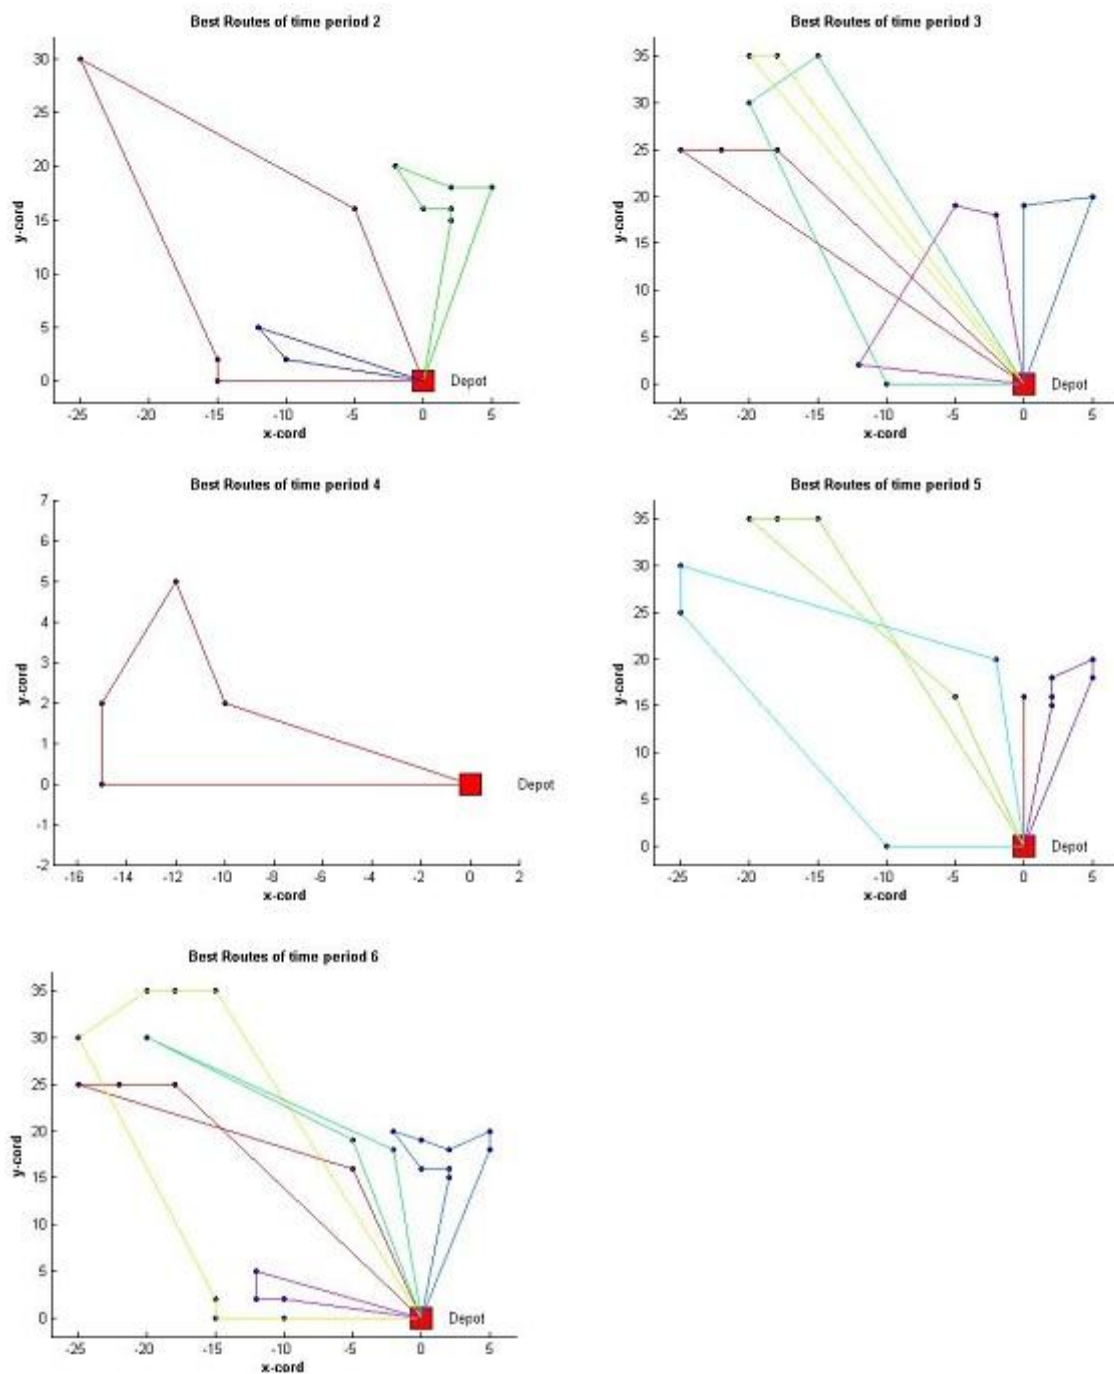 Best Routes of time period 2
30
25
20
15
10
5
0
y-cord
Depot
-25 -20 -15 -10 -5 0 5
x-cord
Best Routes of time period 3
35
30
25
20
15
10
5
0
y-cord
Depot
-25 -20 -15 -10 -5 0 5
x-cord
Best Routes of time period 4
7
6
5
4
3
2
1
0
-1
-2
y-cord
Depot
-16 -14 -12 -10 -8 -6 -4 -2 0 2
x-cord
Best Routes of time period 5
35
30
25
20
15
10
5
0
y-cord
Depot
-25 -20 -15 -10 -5 0 5
x-cord
Best Routes of time period 6
35
30
25
20
15
10
5
0
y-cord
Depot
-25 -20 -15 -10 -5 0 5
x-cord